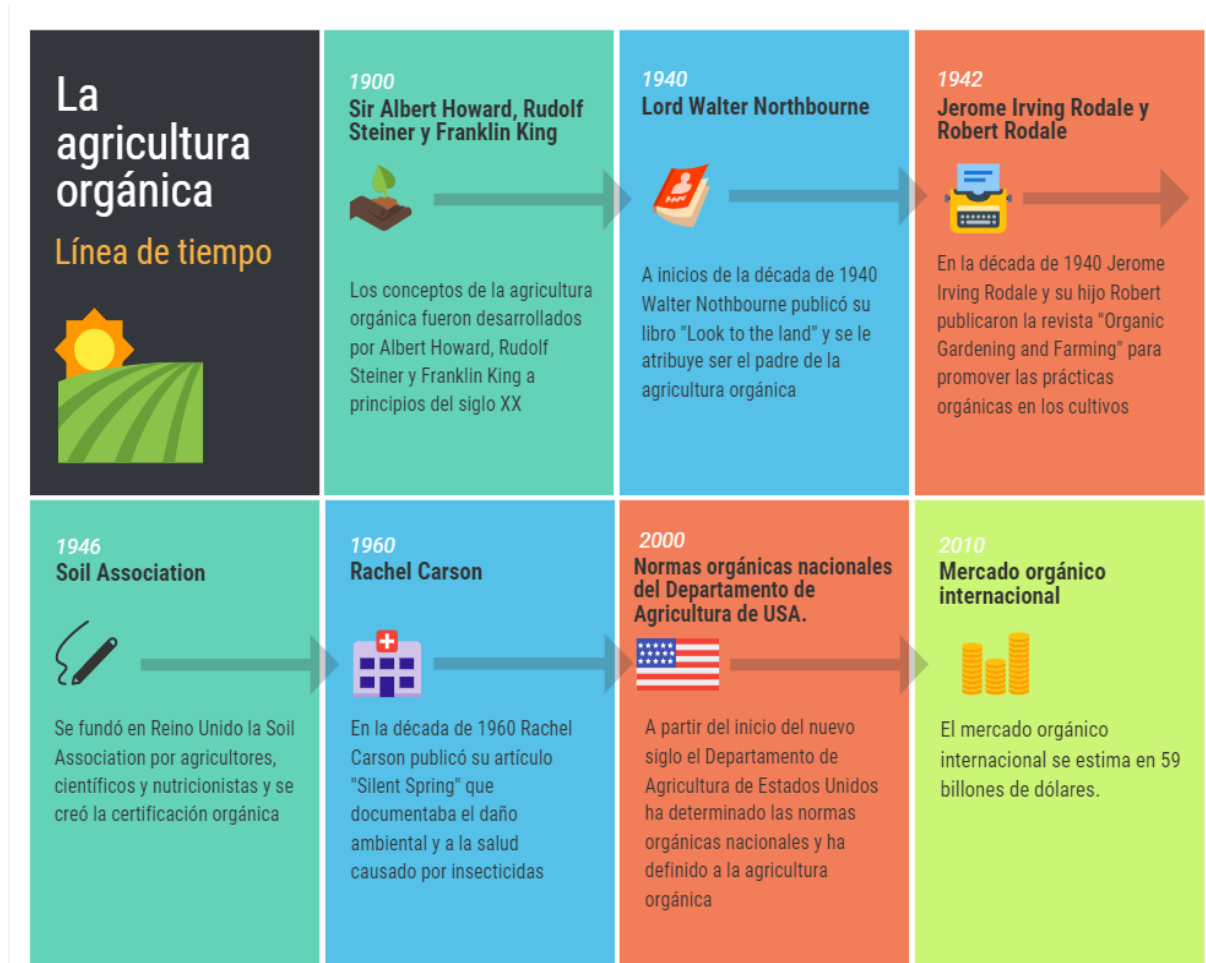 La
agricultura
orgánica
Línea de tiempo
1900
Sir Albert Howard, Rudolf
Steiner y Franklin King
Los conceptos de la agricultura
orgánica fueron desarrollados
por Albert Howard, Rudolf
Steiner y Franklin King a
principios del siglo XX
1940
Lord Walter Northbourne
A inicios de la década de 1940
Walter Nothbourne publicó su
libro "Look to the land" y se le
atribuye ser el padre de la
agricultura orgánica
1942
Jerome Irving Rodale y
Robert Rodale
En la década de 1940 Jerome
Irving Rodale y su hijo Robert
publicaron la revista "Organic
Gardening and Farming" para
promover las prácticas
orgánicas en los cultivos
1946
Soil Association
Se fundó en Reino Unido la Soil
Association por agricultores,
científicos y nutricionistas y se
creó la certificación orgánica
1960
Rachel Carson
En la década de 1960 Rachel
Carson publicó su artículo
"Silent Spring" que
documentaba el daño
ambiental y a la salud
causado por insecticidas
2000
Normas orgánicas nacionales
del Departamento de
Agricultura de USA.
A partir del inicio del nuevo
siglo el Departamento de
Agricultura de Estados Unidos
ha determinado las normas
orgánicas nacionales y ha
definido a la agricultura
orgánica
2010
Mercado orgánico
internacional
El mercado orgánico
internacional se estima en 59
billones de dólares.